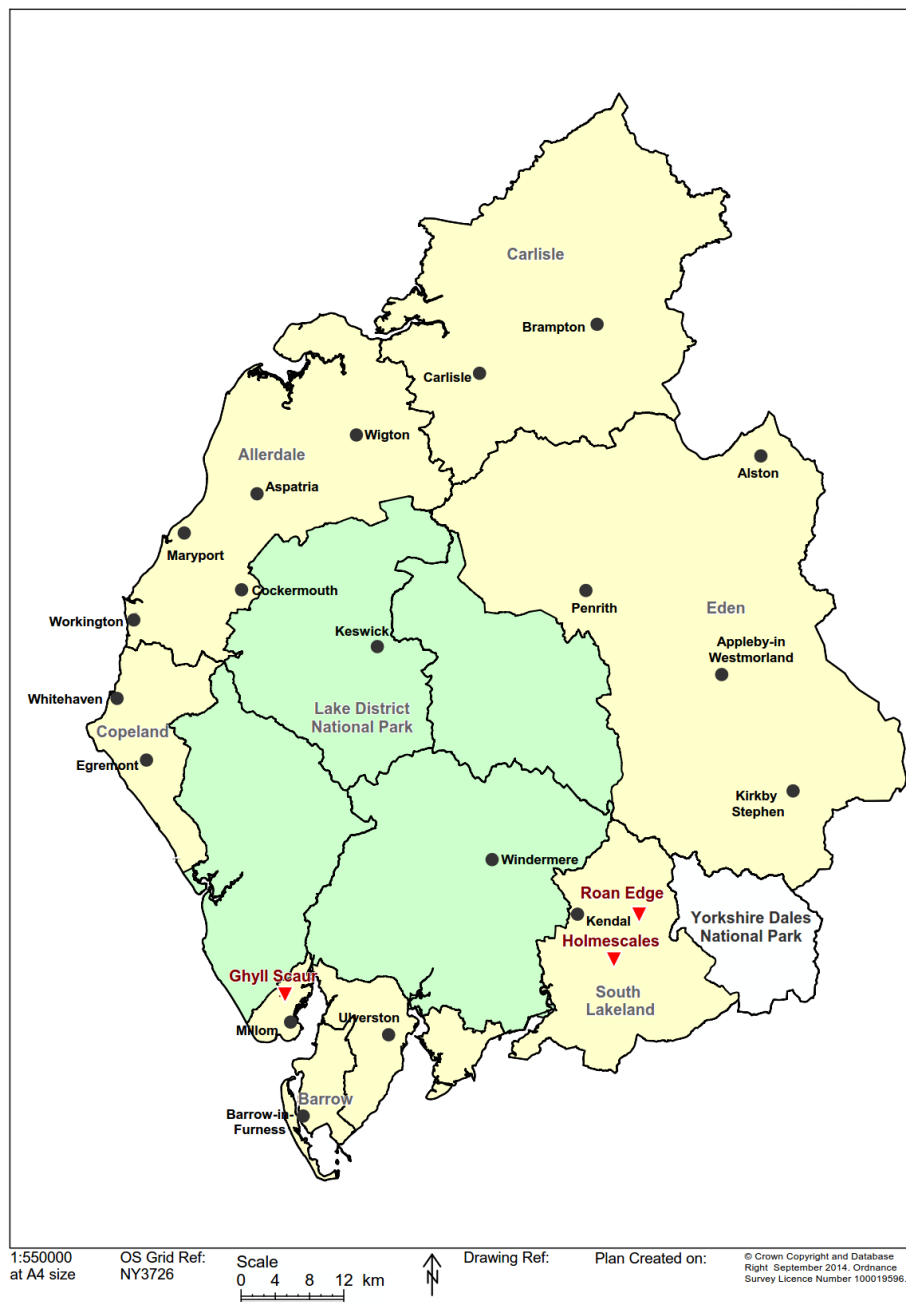 Carlisle
Brampton
Carlisle
Wigton
Allerdale
Alston
Aspatria
Maryport
Cockermouth
Penrith
Eden
Workington
Keswick
Appleby-in
Westmorland
Whitehaven
Lake District
National Park
Copeland
Egremont
Kirkby
Stephen
Windermere
Roan Edge
Kendal
Yorkshire Dales
National Park
Holmescales
Ghyll Scaur
South
Lakeland
Millom
Ulverston
Barrow
Barrow-in-
Furness
1:550000
at A4 size
OS Grid Ref:
NY3726
Scale
0 4 8 12 km
N
Drawing Ref:
Plan Created on:
© Crown Copyright and Database
Right September 2014. Ordnance
Survey Licence Number 100019596.